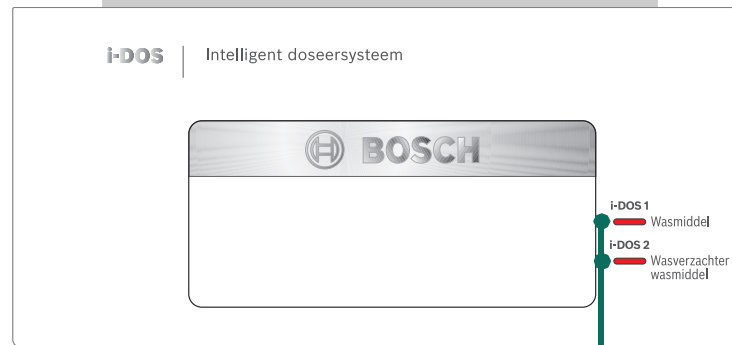 i-DOS
Intelligent doseersysteem
BOSCH
i-DOS 1
Wasmiddel
i-DOS 2
Wasverzachter
wasmiddel